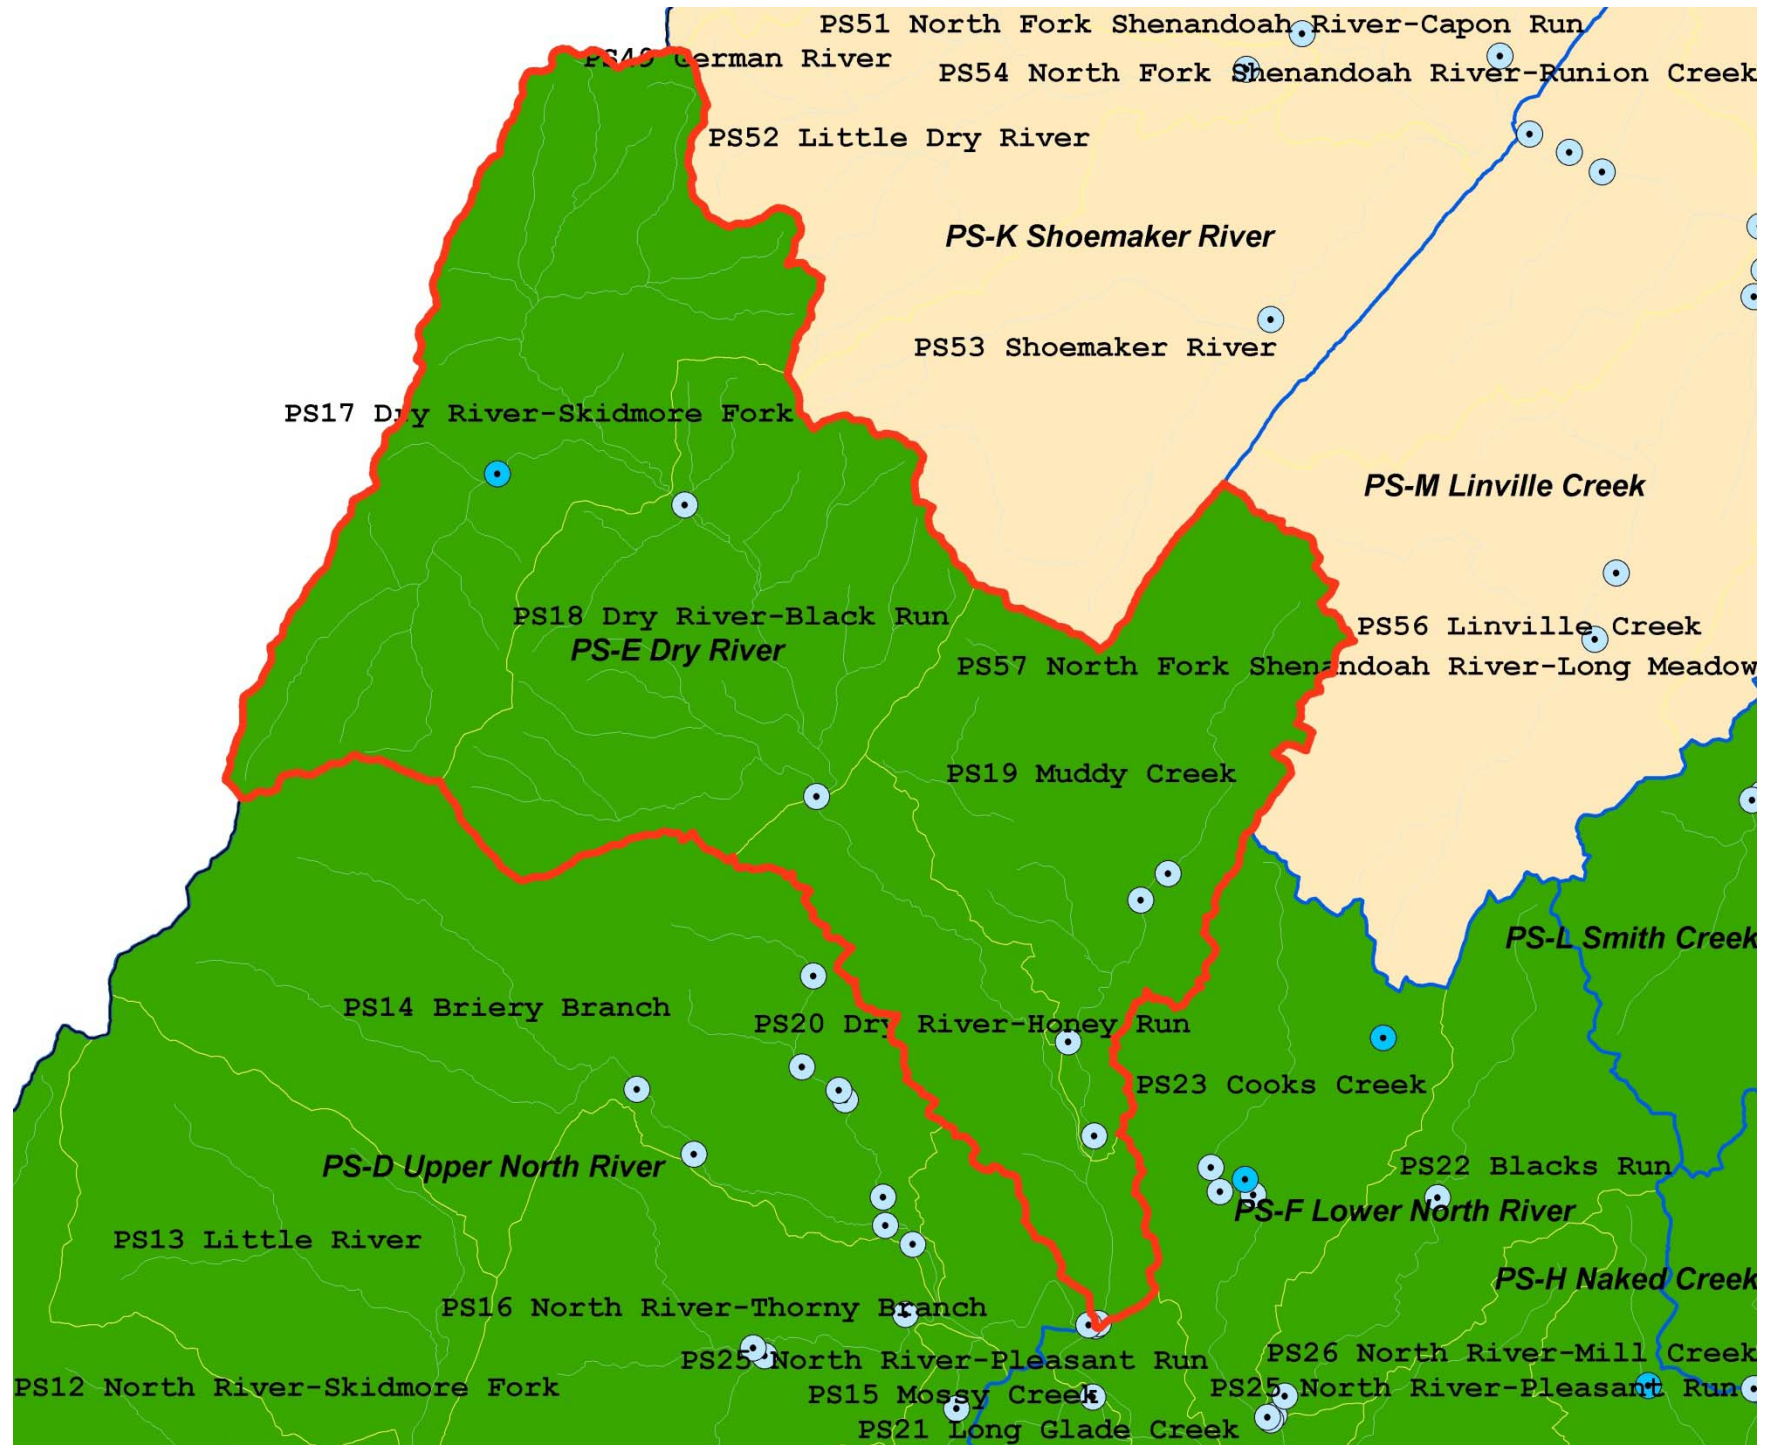 PS51 North Fork Shenandoah River-Capon Run
PS49 German River
PS54 North Fork Shenandoah River-Runion Creek
PS52 Little Dry River
PS-K Shoemaker River
PS53 Shoemaker River
PS17 Dry River-Skidmore Fork
PS-M Linville Creek
PS18 Dry River-Black Run
PS56 Linville Creek
PS-E Dry River
PS57 North Fork Shenandoah River-Long Meadow
PS19 Muddy Creek
PS-L Smith Creek
PS14 Briery Branch
PS20 Dry River-Honey Run
PS23 Cooks Creek
PS-D Upper North River
PS22 Blacks Run
PS-F Lower North River
PS13 Little River
PS-H Naked Creek
PS16 North River-Thorny Branch
PS25 North River-Pleasant Run
PS26 North River-Mill Creek
PS12 North River-Skidmore Fork
PS15 Mossy Creek
PS25 North River-Pleasant Run
PS21 Long Glade Creek